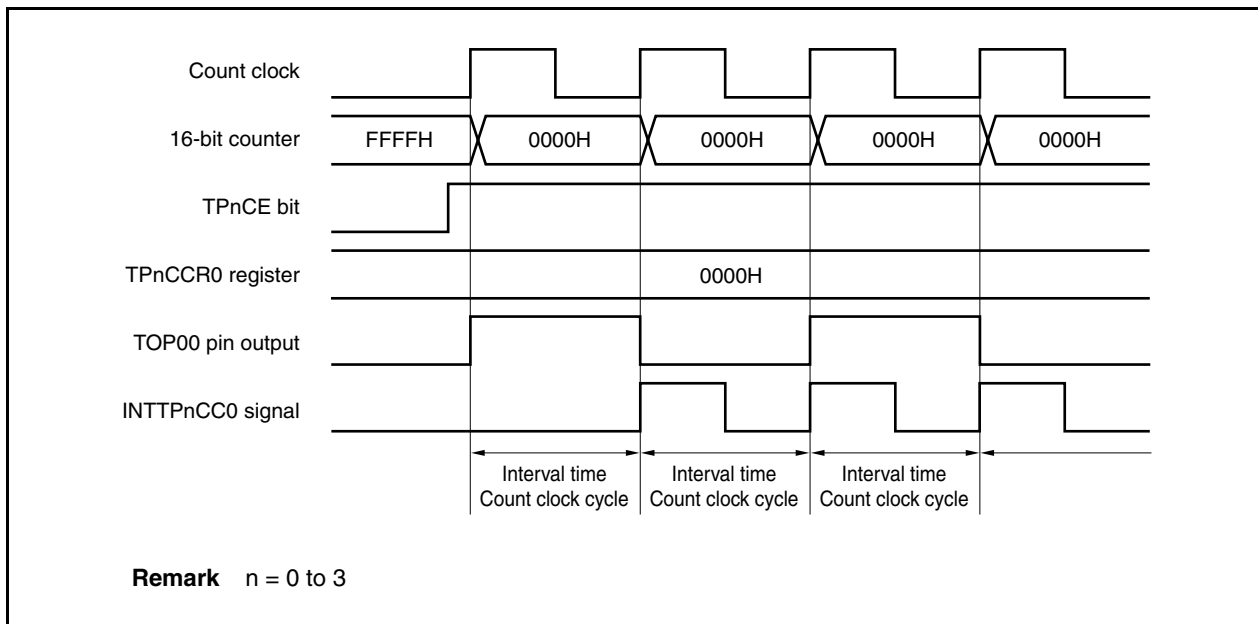 Count clock
16-bit counter
FFFFH
0000H
0000H
0000H
0000H
TPnCE bit
TPnCCR0 register
0000H
TOP00 pin output
INTTPnCC0 signal
Interval time
Count clock cycle
Interval time
Count clock cycle
Interval time
Count clock cycle
Remark n = 0 to 3